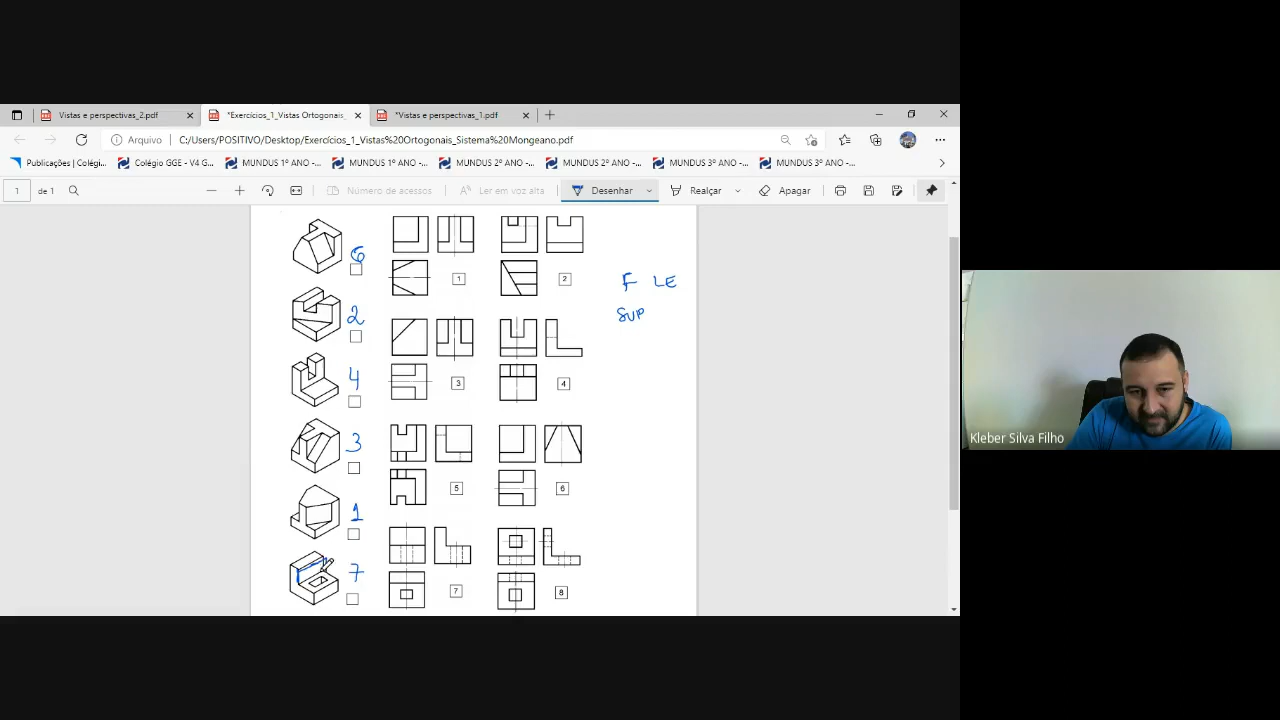 Vistas e perspectivas_2.pdf
*Exercícios_1_Vistas Ortogonais_
*Vistas e perspectivas_1.pdf
Arquivo
C:/Users/POSITIVO/Desktop/Exercícios_1_Vistas%20Ortogonais_Sistema%20Mongeano.pdf
Publicações | Colégi...
Colégio GGE - V4 G...
MUNDUS 1º ANO -...
MUNDUS 1º ANO -...
MUNDUS 2º ANO -...
MUNDUS 2º ANO -...
MUNDUS 3º ANO -...
MUNDUS 3º ANO -...
1
de 1
Número de acessos
Ler em voz alta
Desenhar
Realçar
Apagar
6
1
2
F LE
SUP
2
3
4
4
3
5
6
1
7
7
8
Kleber Silva Filho